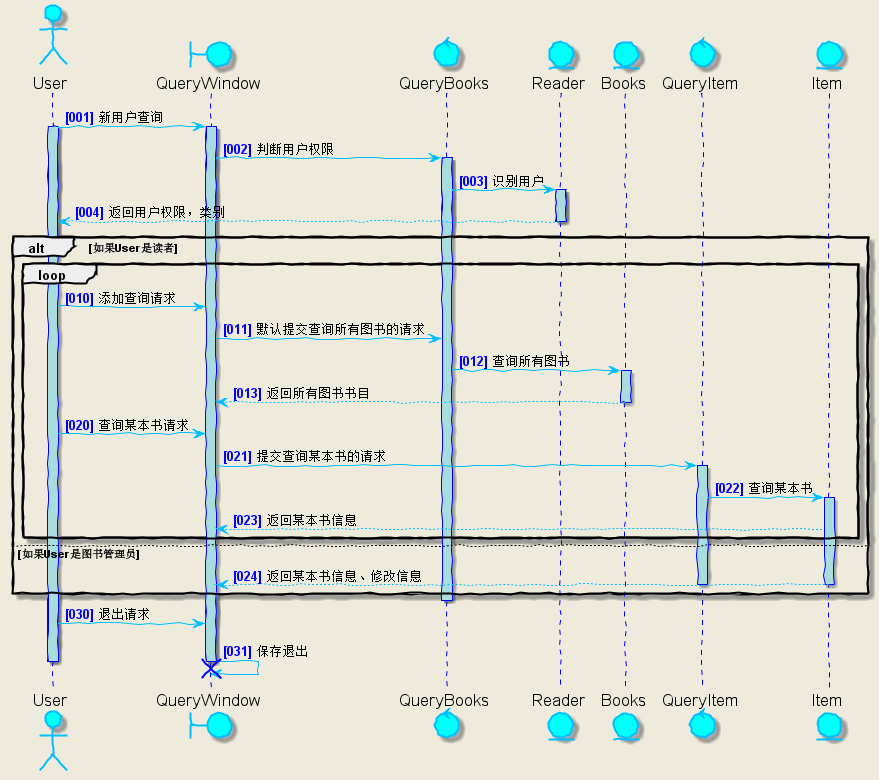 User QueryWindow QueryBooks Reader Books QueryItem Item
[001] 新用户查询
[002] 判断用户权限
[003] 识别用户
[004] 返回用户权限，类别
alt [如果User是读者]
loop
[010] 添加查询请求
[011] 默认提交查询所有图书的请求
[012] 查询所有图书
[013] 返回所有图书书目
[020] 查询某本书请求
[021] 提交查询某本书的请求
[022] 查询某本书
[023] 返回某本书信息
[如果User是图书管理员]
[024] 返回某本书信息、修改信息
[030] 退出请求
[031] 保存退出
User QueryWindow QueryBooks Reader Books QueryItem Item